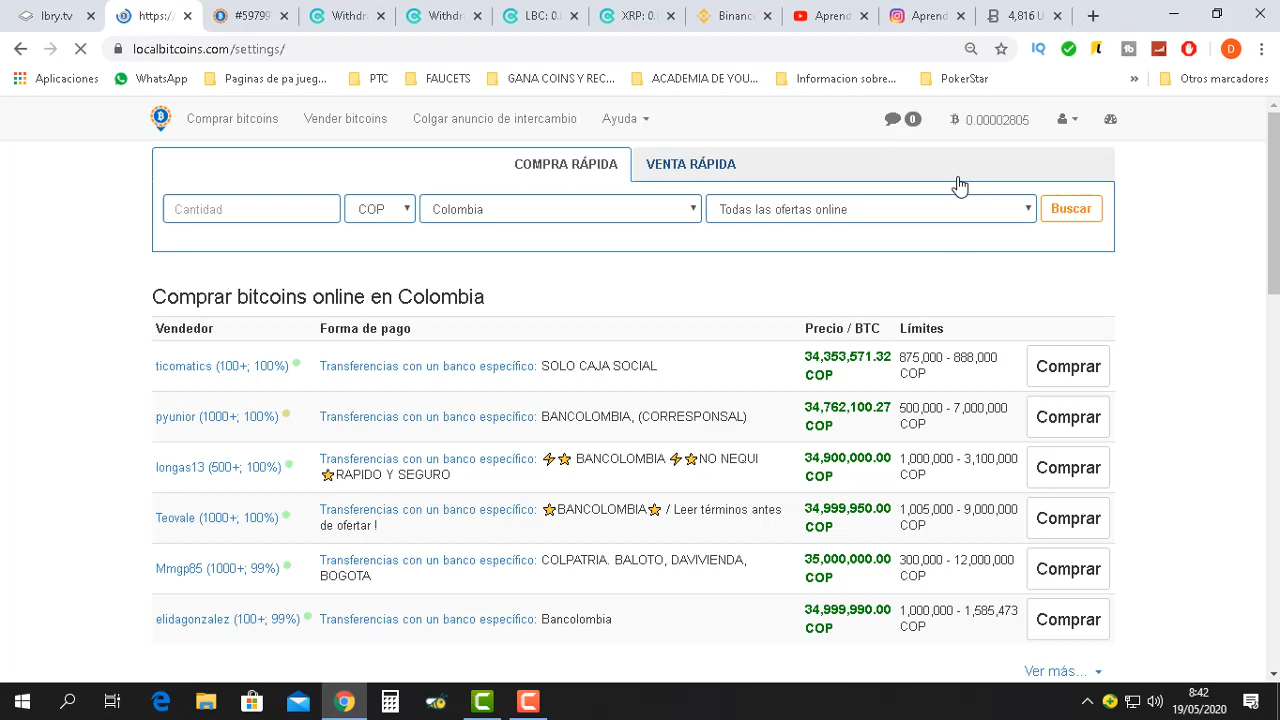 lbry.tv
https:/
#59799
Withdr
Withdr
LBC: 0.
XRP: 0.
Binanc
Aprend
Aprend
4,816 0
localbitcoins.com/settings/
Aplicaciones
WhatsApp
Paginas de pa jueg...
PTC
FAUCETS
GANA COINS Y REC...
ACADEMIA DE YOU...
Informacion sobre...
PokerStar
»
Otros marcadores
Comprar bitcoins
Vender bitcoins
Colgar anuncio de intercambio
Ayuda
0
0.00002805
COMPRA RÁPIDA
VENTA RÁPIDA
Cantidad
COP
Colombia
Todas las ofertas online
Buscar
Comprar bitcoins online en Colombia
Vendedor Forma de pago Precio / BTC Límites
ticomatics (100+; 100%) Transferencias con un banco específico: SOLO CAJA SOCIAL 34,353,571.32 875,000 - 888,000 Comprar
COP COP
pyunior (1000+; 100%) Transferencias con un banco específico: BANCOLOMBIA, (CORRESPONSAL) 34,762,100.27 500,000 - 7,000,000 Comprar
COP COP
longas13 (500+; 100%) Transferencias con un banco específico: ⚡⭐ BANCOLOMBIA ⚡⭐NO NEQUI 34,900,000.00 1,000,000 - 3,100,000 Comprar
⭐RAPIDO Y SEGURO COP COP
Teovale (1000+; 100%) Transferencias con un banco específico: ⭐BANCOLOMBIA⭐ / Leer términos antes 34,999,950.00 1,005,000 - 9,000,000 Comprar
de ofertar ! COP COP
Mmgp85 (1000+; 99%) Transferencias con un banco específico: COLPATRIA. BALOTO, DAVIVIENDA, 35,000,000.00 300,000 - 12,000,000 Comprar
BOGOTA COP COP
elidagonzalez (100+; 99%) Transferencias con un banco específico: Bancolombia 34,999,990.00 1,000,000 - 1,585,473 Comprar
COP COP
Ver más...
8:42
19/05/2020